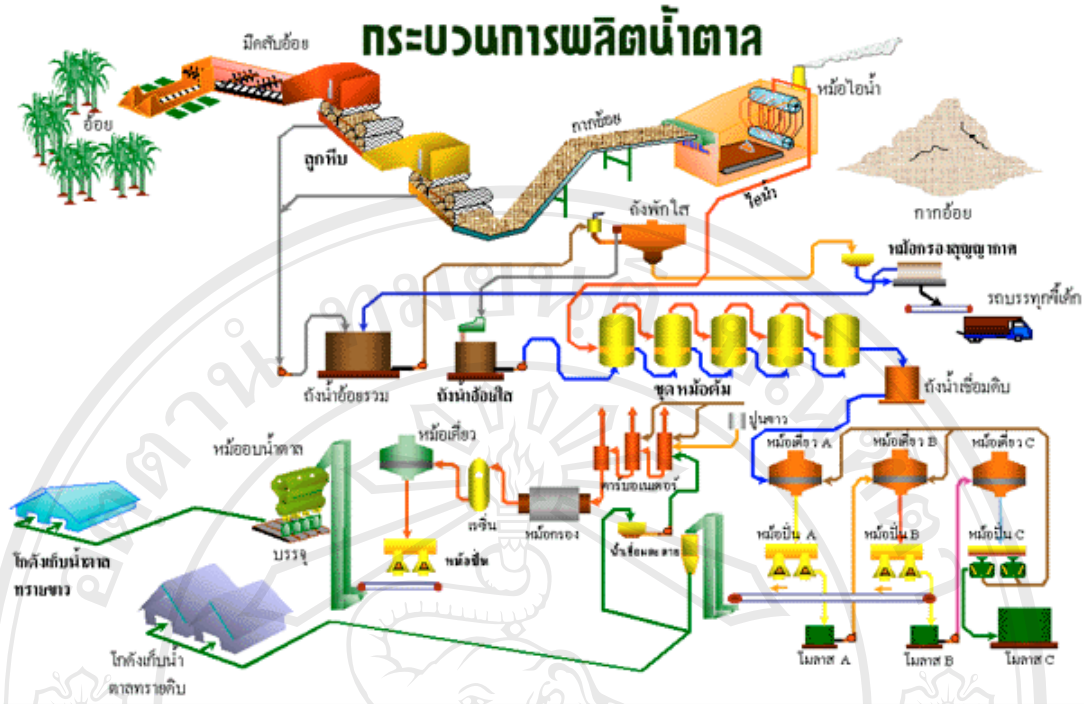 กระบวนการผลิตน้ำตาล
มีดสับอ้อย
หม้อไอน้ำ
อ้อย
กากอ้อย
ลูกหีบ
ไอน้ำ
กากอ้อย
ถังพักใส
หม้อกรองสุญญากาศ
รถบรรทุกขี้เค้ก
ถังน้ำอ้อยรวม
ถังน้ำอ้อยใส
ชุดหม้อต้ม
ถังน้ำเชื่อมดิบ
ปูนขาว
หม้อเคี่ยว
หม้ออบน้ำตาล
หม้อเคี่ยว A
หม้อเคี่ยว B
หม้อเคี่ยว C
คาร์บอเนเตอร์
เรซิ่น
หม้อกรอง
น้ำเชื่อมละลาย
หม้อปั่น A
หม้อปั่น B
หม้อปั่น C
บรรจุ
หม้อปั่น
โกดังเก็บน้ำตาล
ทรายขาว
โมลาส A
โมลาส B
โมลาส C
โกดังเก็บน้ำ
ตาลทรายดิบ